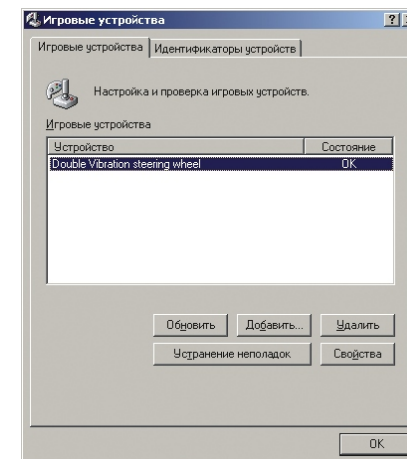 Игровые устройства
Игровые устройства Идентификаторы устройств
Настройка и проверка игровых устройств.
Игровые устройства
Устройство Состояние
Double Vibration steering wheel OK
Обновить Добавить... Удалить
Устранение неполадок Свойства
OK